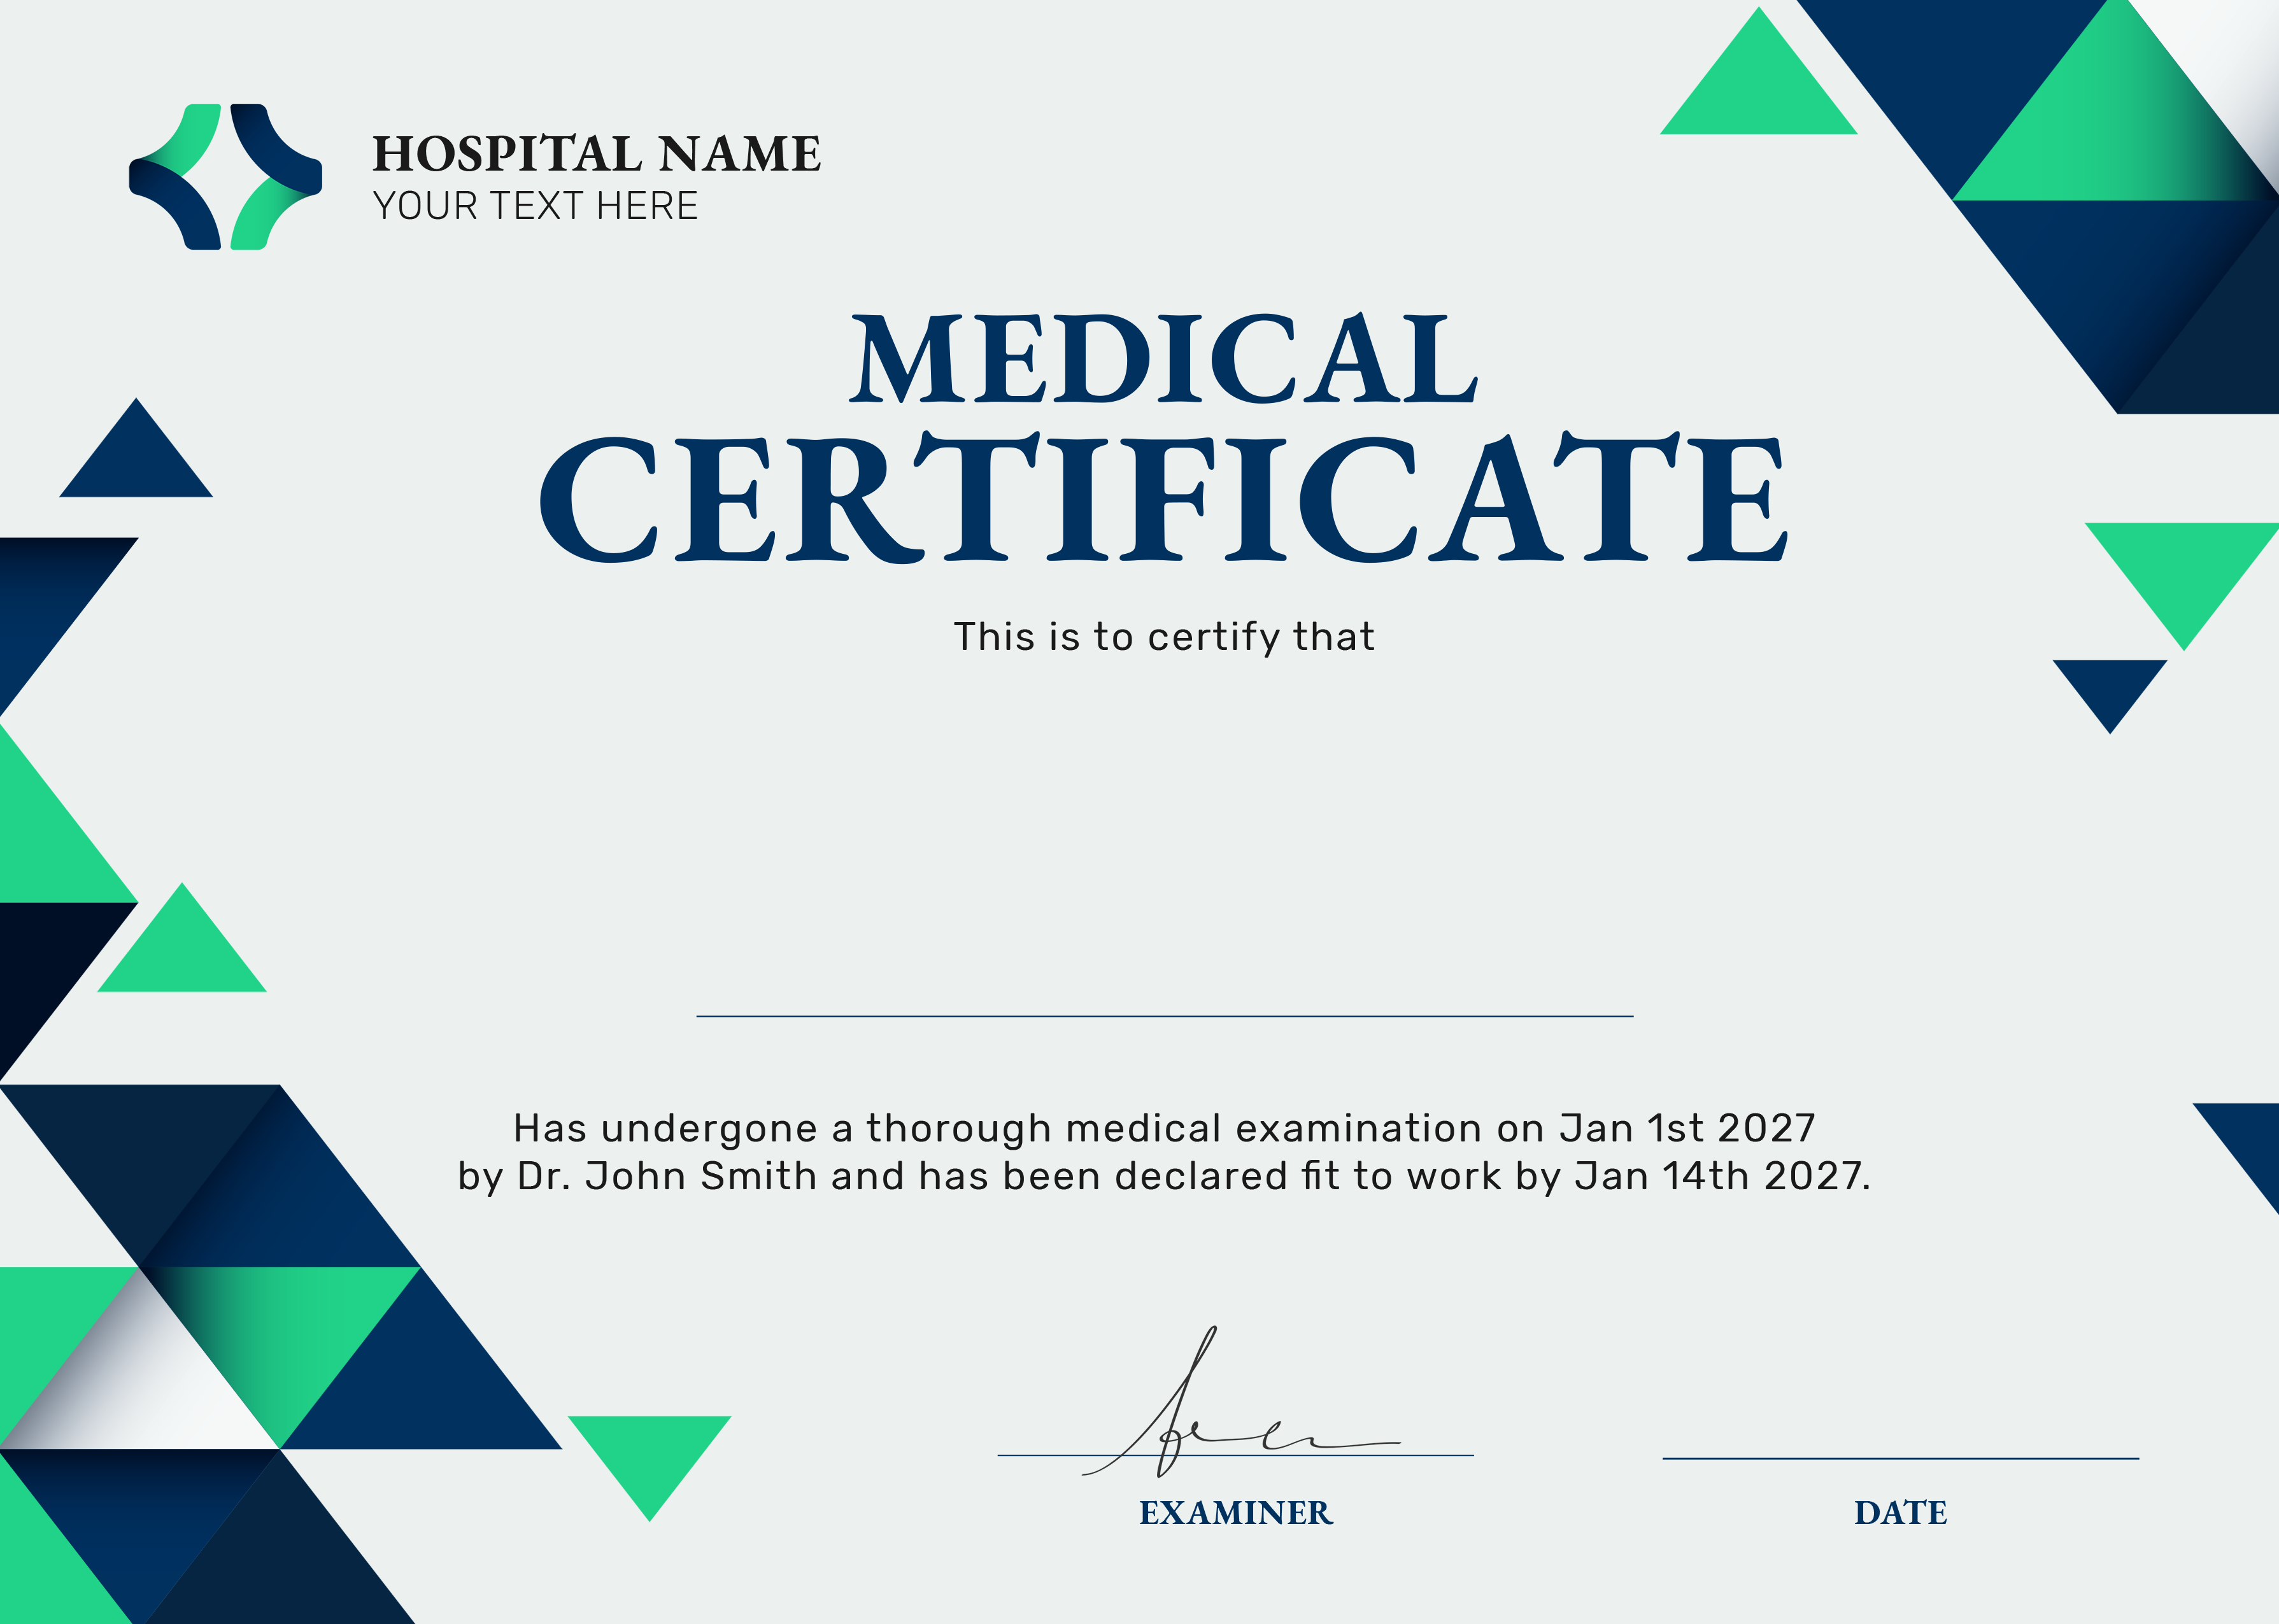 HOSPITAL NAME
YOUR TEXT HERE
MEDICAL
CERTIFICATE
This is to certify that
Has undergone a thorough medical examination on Jan 1st 2027
by Dr. John Smith and has been declared fit to work by Jan 14th 2027.
EXAMINER
DATE